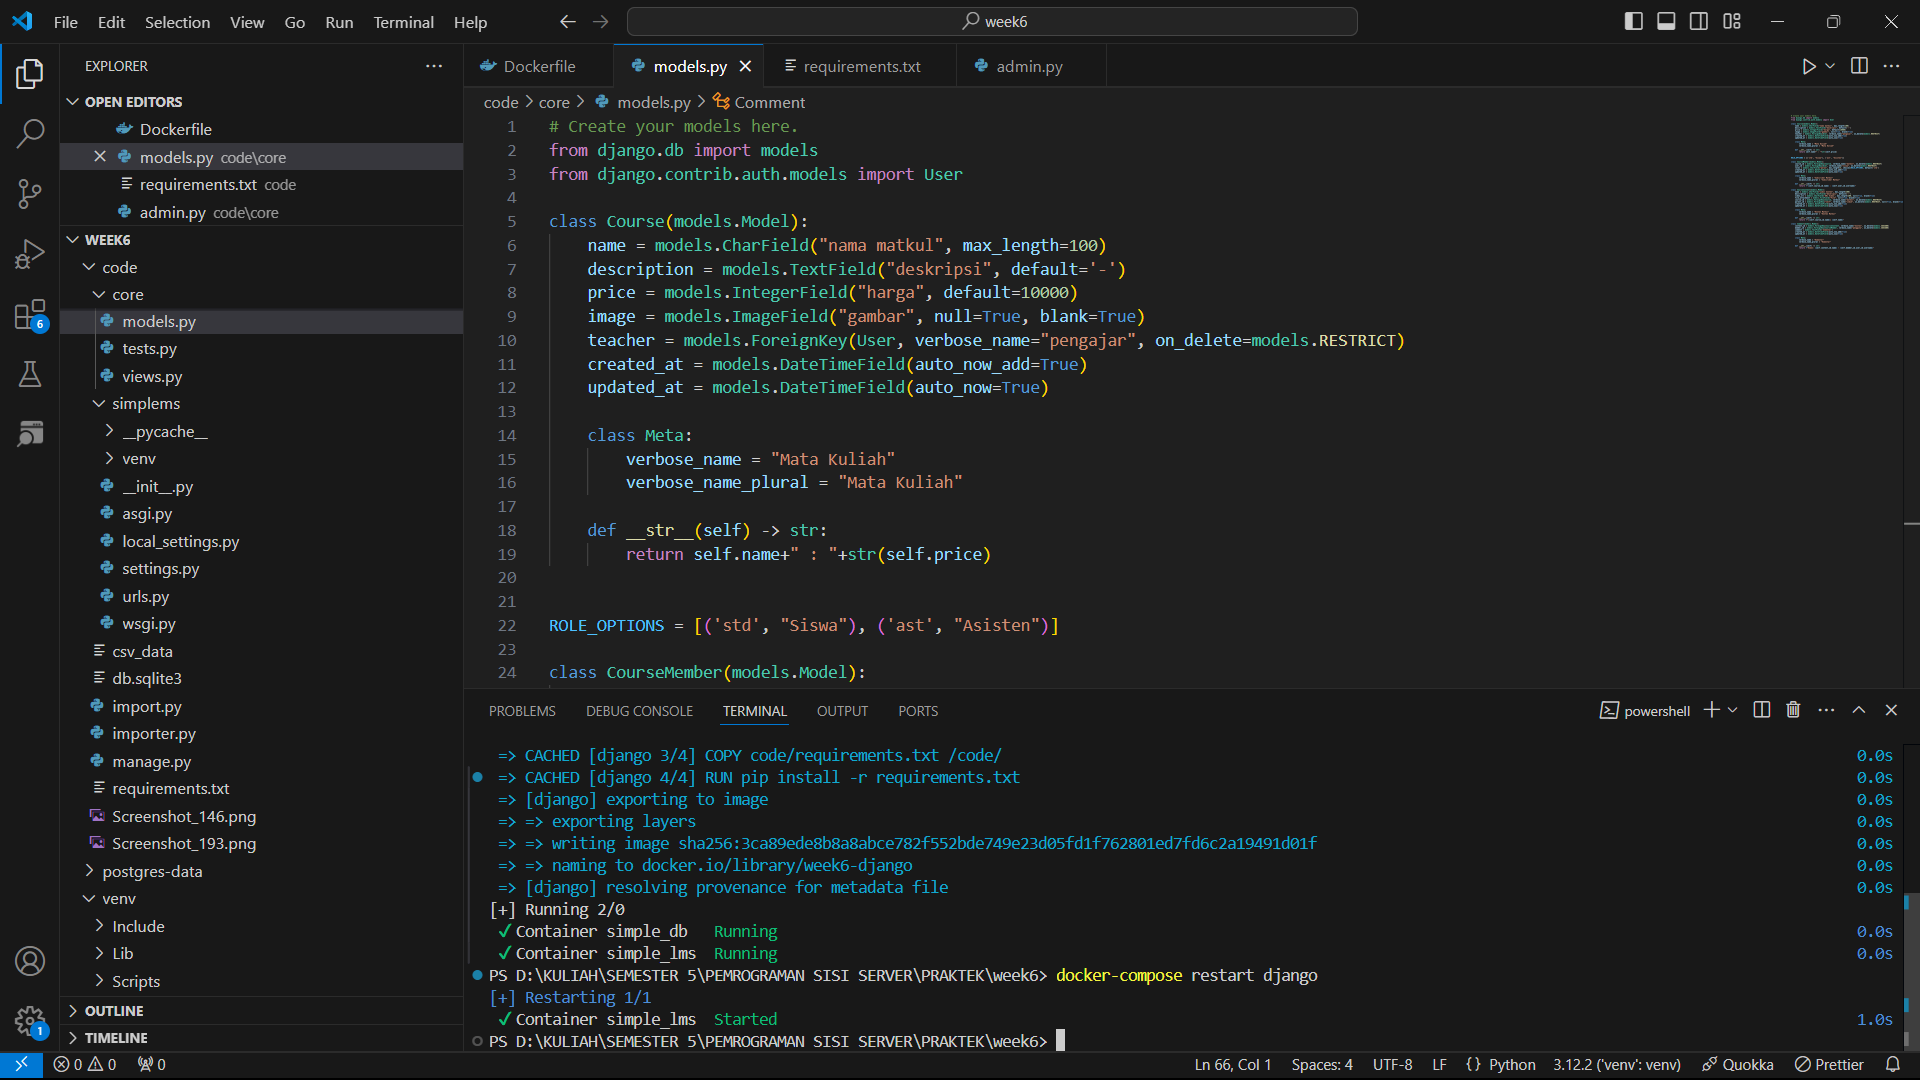 File Edit Selection View Go Run Terminal Help
week6
EXPLORER
OPEN EDITORS
Dockerfile
models.py code\core
requirements.txt code
admin.py code\core
WEEK6
code
core
models.py
tests.py
views.py
simplems
__pycache__
venv
__init__.py
asgi.py
local_settings.py
settings.py
urls.py
wsgi.py
csv_data
db.sqlite3
import.py
importer.py
manage.py
requirements.txt
Screenshot_146.png
Screenshot_193.png
postgres-data
venv
Include
Lib
Scripts
OUTLINE
TIMELINE
6
1
Dockerfile models.py requirements.txt admin.py
code > core > models.py > Comment
1 # Create your models here.
2 from django.db import models
3 from django.contrib.auth.models import User
4
5 class Course(models.Model):
6 name = models.CharField("nama matkul", max_length=100)
7 description = models.TextField("deskripsi", default='-')
8 price = models.IntegerField("harga", default=10000)
9 image = models.ImageField("gambar", null=True, blank=True)
10 teacher = models.ForeignKey(User, verbose_name="pengajar", on_delete=models.RESTRICT)
11 created_at = models.DateTimeField(auto_now_add=True)
12 updated_at = models.DateTimeField(auto_now=True)
13
14 class Meta:
15 verbose_name = "Mata Kuliah"
16 verbose_name_plural = "Mata Kuliah"
17
18 def __str__(self) -> str:
19 return self.name+" : "+str(self.price)
20
21
22 ROLE_OPTIONS = [('std', "Siswa"), ('ast', "Asisten")]
23
24 class CourseMember(models.Model):
PROBLEMS DEBUG CONSOLE TERMINAL OUTPUT PORTS
powershell
=> CACHED [django 3/4] COPY code/requirements.txt /code/ 0.0s
=> CACHED [django 4/4] RUN pip install -r requirements.txt 0.0s
=> [django] exporting to image 0.0s
=> => exporting layers 0.0s
=> => writing image sha256:3ca89ede8b8a8abce782f552bde749e23d05fd1f762801ed7fd6c2a19491d01f 0.0s
=> => naming to docker.io/library/week6-django 0.0s
=> [django] resolving provenance for metadata file 0.0s
[+] Running 2/0
✓Container simple_db Running 0.0s
✓Container simple_lms Running 0.0s
PS D:\KULIAH\SEMESTER 5\PEMROGRAMAN SISI SERVER\PRAKTEK\week6> docker-compose restart django
[+] Restarting 1/1
✓Container simple_lms Started 1.0s
PS D:\KULIAH\SEMESTER 5\PEMROGRAMAN SISI SERVER\PRAKTEK\week6>
0 0 0 Ln 66, Col 1 Spaces: 4 UTF-8 LF {} Python 3.12.2 ('venv': venv) Quokka Prettier